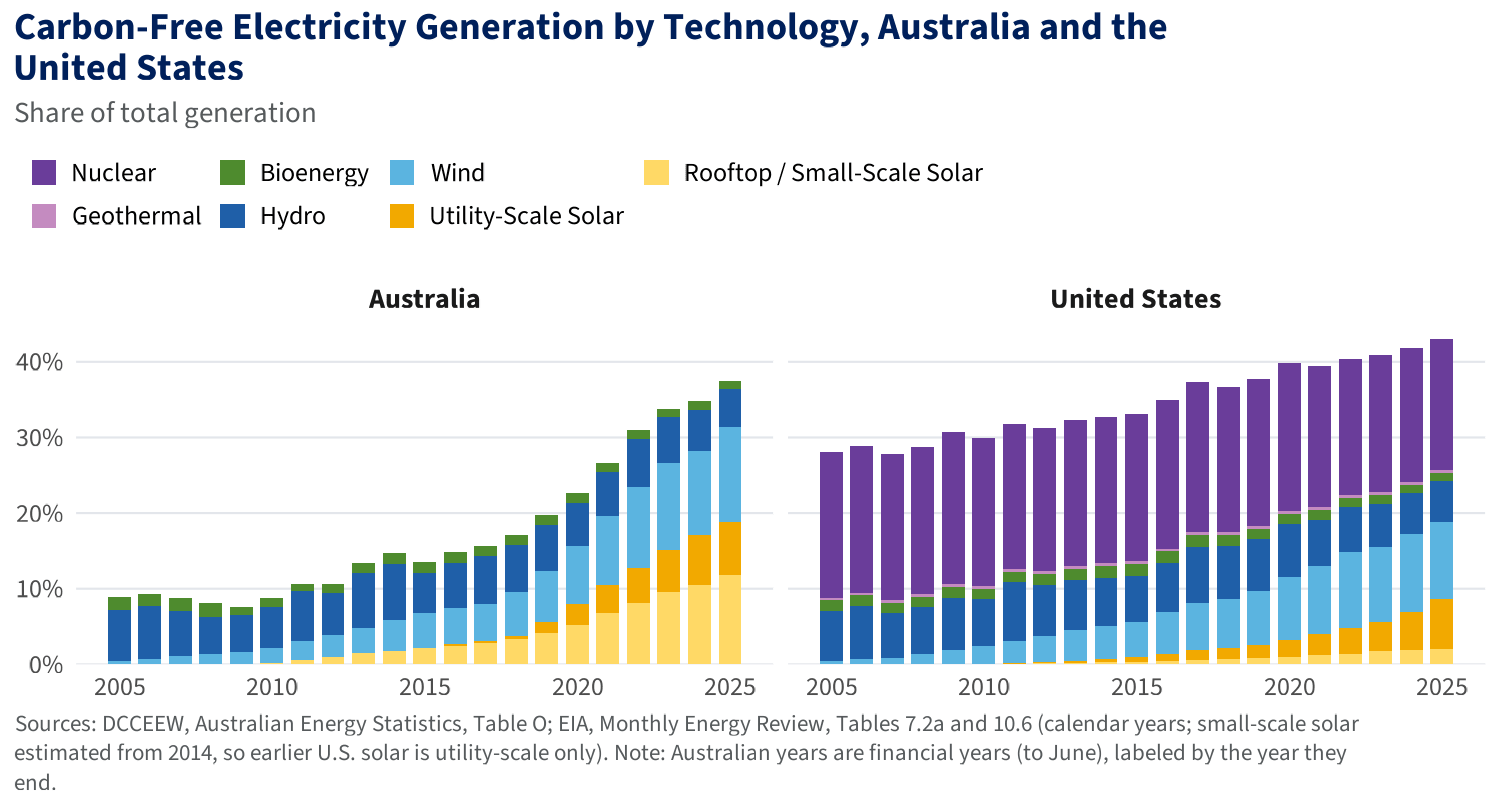 Carbon-Free Electricity Generation by Technology, Australia and the
United States
Share of total generation
Nuclear
Bioenergy
Wind
Rooftop / Small-Scale Solar
Geothermal
Hydro
Utility-Scale Solar
Australia
United States
40%
30%
20%
10%
0%
2005 2010 2015 2020 2025
2005 2010 2015 2020 2025
Sources: DCCEEW, Australian Energy Statistics, Table O; EIA, Monthly Energy Review, Tables 7.2a and 10.6 (calendar years; small-scale solar
estimated from 2014, so earlier U.S. solar is utility-scale only). Note: Australian years are financial years (to June), labeled by the year they
end.